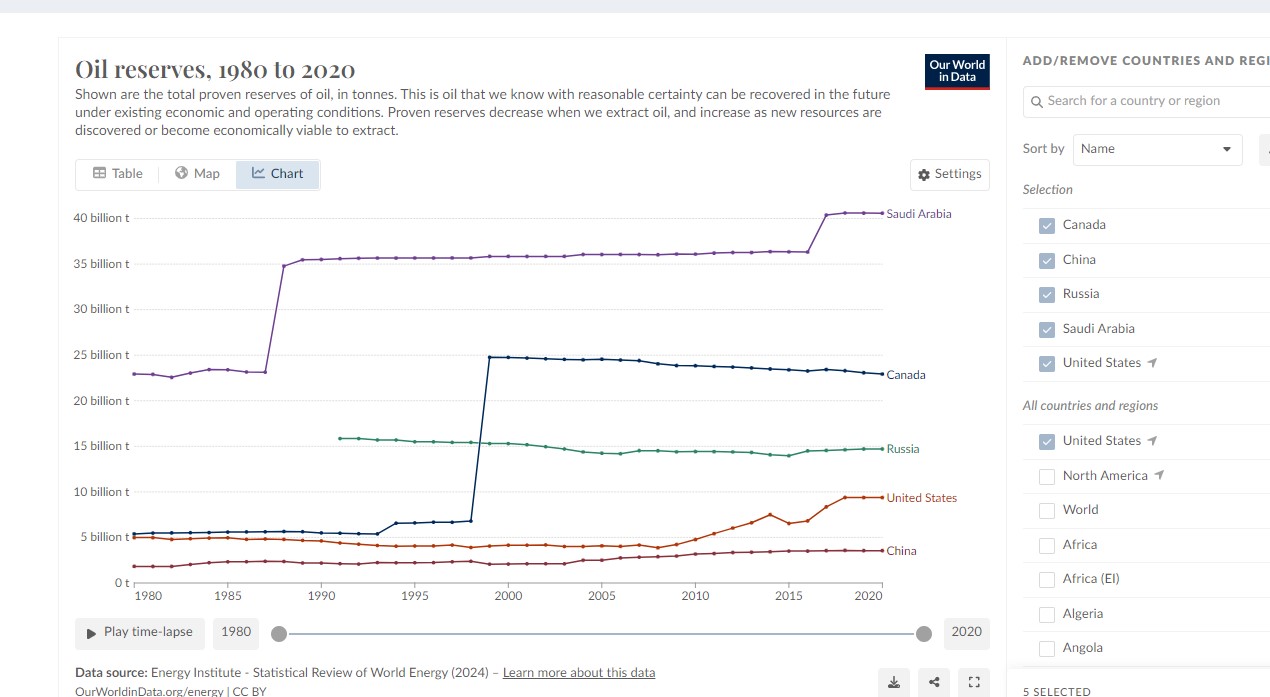 Oil reserves, 1980 to 2020
Our World
in Data
Shown are the total proven reserves of oil, in tonnes. This is oil that we know with reasonable certainty can be recovered in the future
under existing economic and operating conditions. Proven reserves decrease when we extract oil, and increase as new resources are
discovered or become economically viable to extract.
Table
Map
Chart
Settings
40 billion t
35 billion t
30 billion t
25 billion t
20 billion t
15 billion t
10 billion t
5 billion t
0 t
Saudi Arabia
Canada
Russia
United States
China
1980 1985 1990 1995 2000 2005 2010 2015 2020
Play time-lapse
1980
2020
Data source: Energy Institute - Statistical Review of World Energy (2024) – Learn more about this data
OurWorldinData.org/energy | CC BY
ADD/REMOVE COUNTRIES AND REGI
Search for a country or region
Sort by
Name
Selection
Canada
China
Russia
Saudi Arabia
United States
All countries and regions
United States
North America
World
Africa
Africa (EI)
Algeria
Angola
5 SELECTED